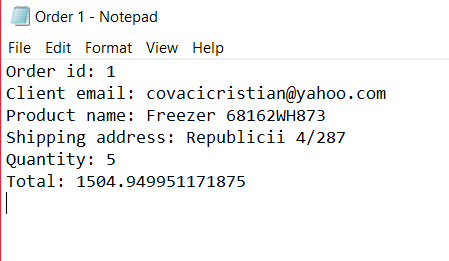 Order 1 - Notepad
File Edit Format View Help
Order id: 1
Client email: covacicristian@yahoo.com
Product name: Freezer 68162WH873
Shipping address: Republicii 4/287
Quantity: 5
Total: 1504.949951171875